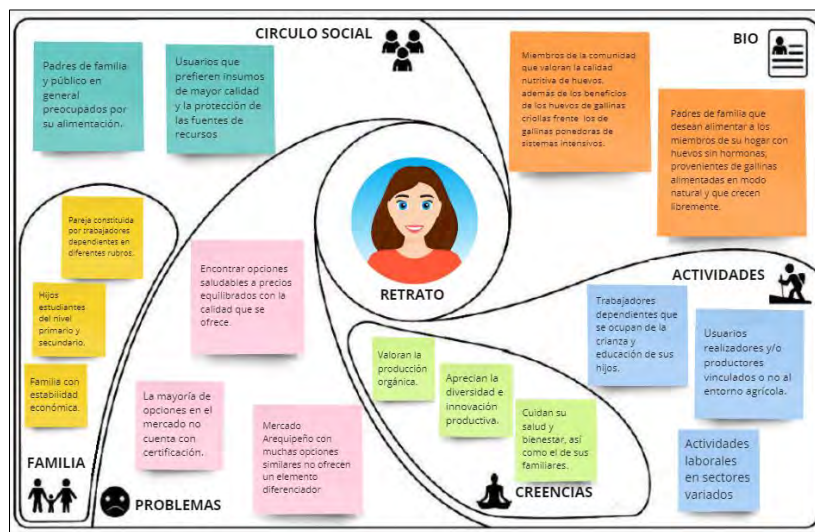 CIRCULO SOCIAL
Padres de familia
y público en
general
preocupados por
su alimentación.
Usuarios que
prefieren insumos
de mayor calidad
y la protección de
las fuentes de
recursos
BIO
Miembros de la comunidad
que valoran la calidad
nutritiva de huevos,
además de los beneficios
de los huevos de gallinas
criollas frente los de
gallinas ponedoras de
sistemas intensivos.
Padres de familia que
desean alimentar a los
miembros de su hogar con
huevos sin hormonas,
provenientes de gallinas
alimentadas en modo
natural y que crecen
libremente.
Pareja constituida
por trabajadores
dependientes en
diferentes rubros.
Hijos
estudiantes
del nivel
primario y
secundario.
Familia con
estabilidad
económica.
FAMILIA
Encontrar opciones
saludables a precios
equilibrados con la
calidad que se
ofrece.
La mayoría de
opciones en el
mercado no
cuenta con
certificación.
Mercado
Arequipeño con
muchas opciones
similares no ofrecen
un elemento
diferenciador
PROBLEMAS
RETRATO
Valoran la
producción
orgánica.
Aprecian la
diversidad e
innovación
productiva.
Cuidan su
salud y
bienestar, así
como el de sus
familiares.
CREENCIAS
ACTIVIDADES
Trabajadores
dependientes que
se ocupan de la
crianza y
educación de sus
hijos.
Usuarios
realizadores y/o
productores
vinculados o no al
entorno agrícola.
Actividades
laborales
en sectores
variados